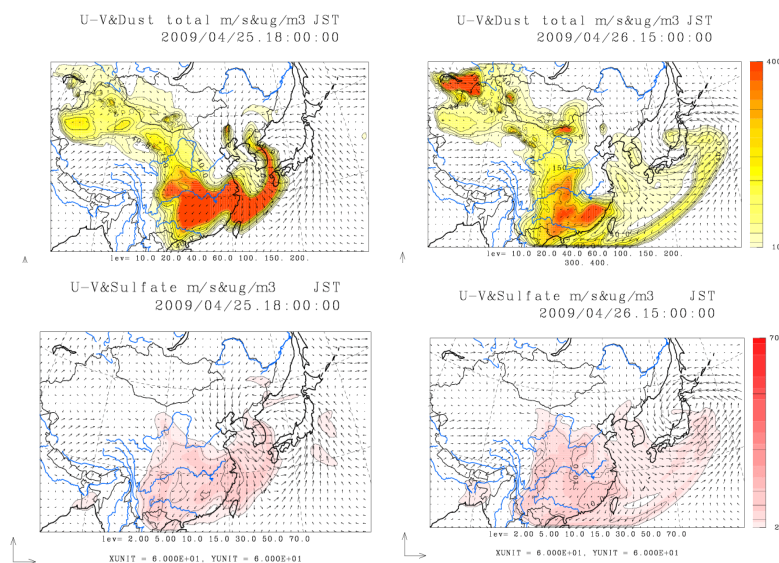 U-V&Dust total m/s&ug/m3 JST
2009/04/25.18:00:00
lev= 10.0 20.0 40.0 60.0 100. 150. 200.
U-V&Dust total m/s&ug/m3 JST
2009/04/26.15:00:00
400
10
lev= 10.0 20.0 40.0 60.0 100. 150. 200.
300. 400.
U-V&Sulfate m/s&ug/m3 JST
2009/04/25.18:00:00
lev= 2.00 5.00 10.0 15.0 30.0 50.0 70.0
XUNIT = 6.000E+01, YUNIT = 6.000E+01
U-V&Sulfate m/s&ug/m3 JST
2009/04/26.15:00:00
70
2
lev= 2.00 5.00 10.0 15.0 30.0 50.0 70.0
XUNIT = 6.000E+01, YUNIT = 6.000E+01